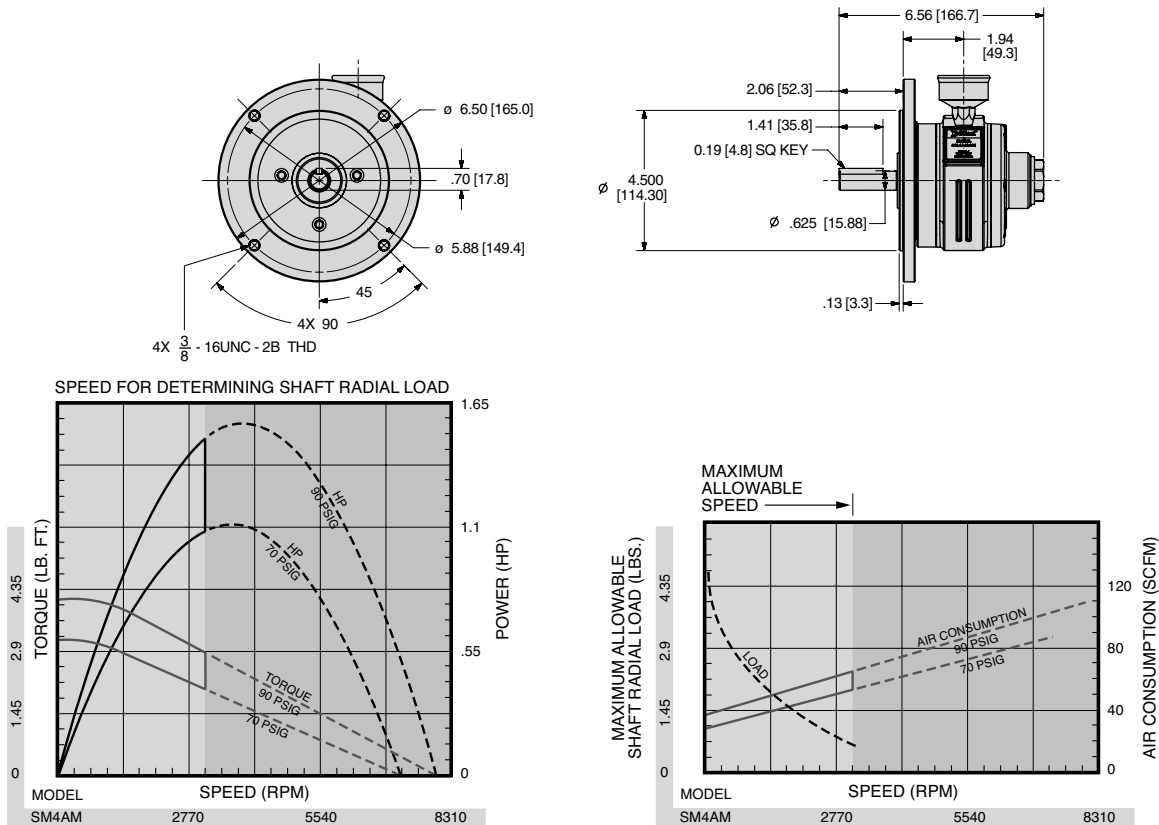 6.56 [166.7]
1.94
[49.3]
2.06 [52.3]
1.41 [35.8]
0.19 [4.8] SQ KEY
ø 4.500
[114.30]
ø .625 [15.88]
.13 [3.3]
ø 6.50 [165.0]
.70 [17.8]
ø 5.88 [149.4]
45
4X 90
4X 3/8 - 16UNC - 2B THD
SPEED FOR DETERMINING SHAFT RADIAL LOAD
1.65
1.1
.55
0
POWER (HP)
TORQUE (LB. FT.)
4.35
2.9
1.45
0
HP
90 PSIG
HP
70 PSIG
TORQUE
90 PSIG
70 PSIG
MODEL
SPEED (RPM)
SM4AM 2770 5540 8310
MAXIMUM
ALLOWABLE
SPEED
MAXIMUM ALLOWABLE
SHAFT RADIAL LOAD (LBS.)
4.35
2.9
1.45
0
LOAD
AIR CONSUMPTION
90 PSIG
70 PSIG
120
80
40
0
AIR CONSUMPTION (SCFM)
MODEL
SPEED (RPM)
SM4AM 2770 5540 8310